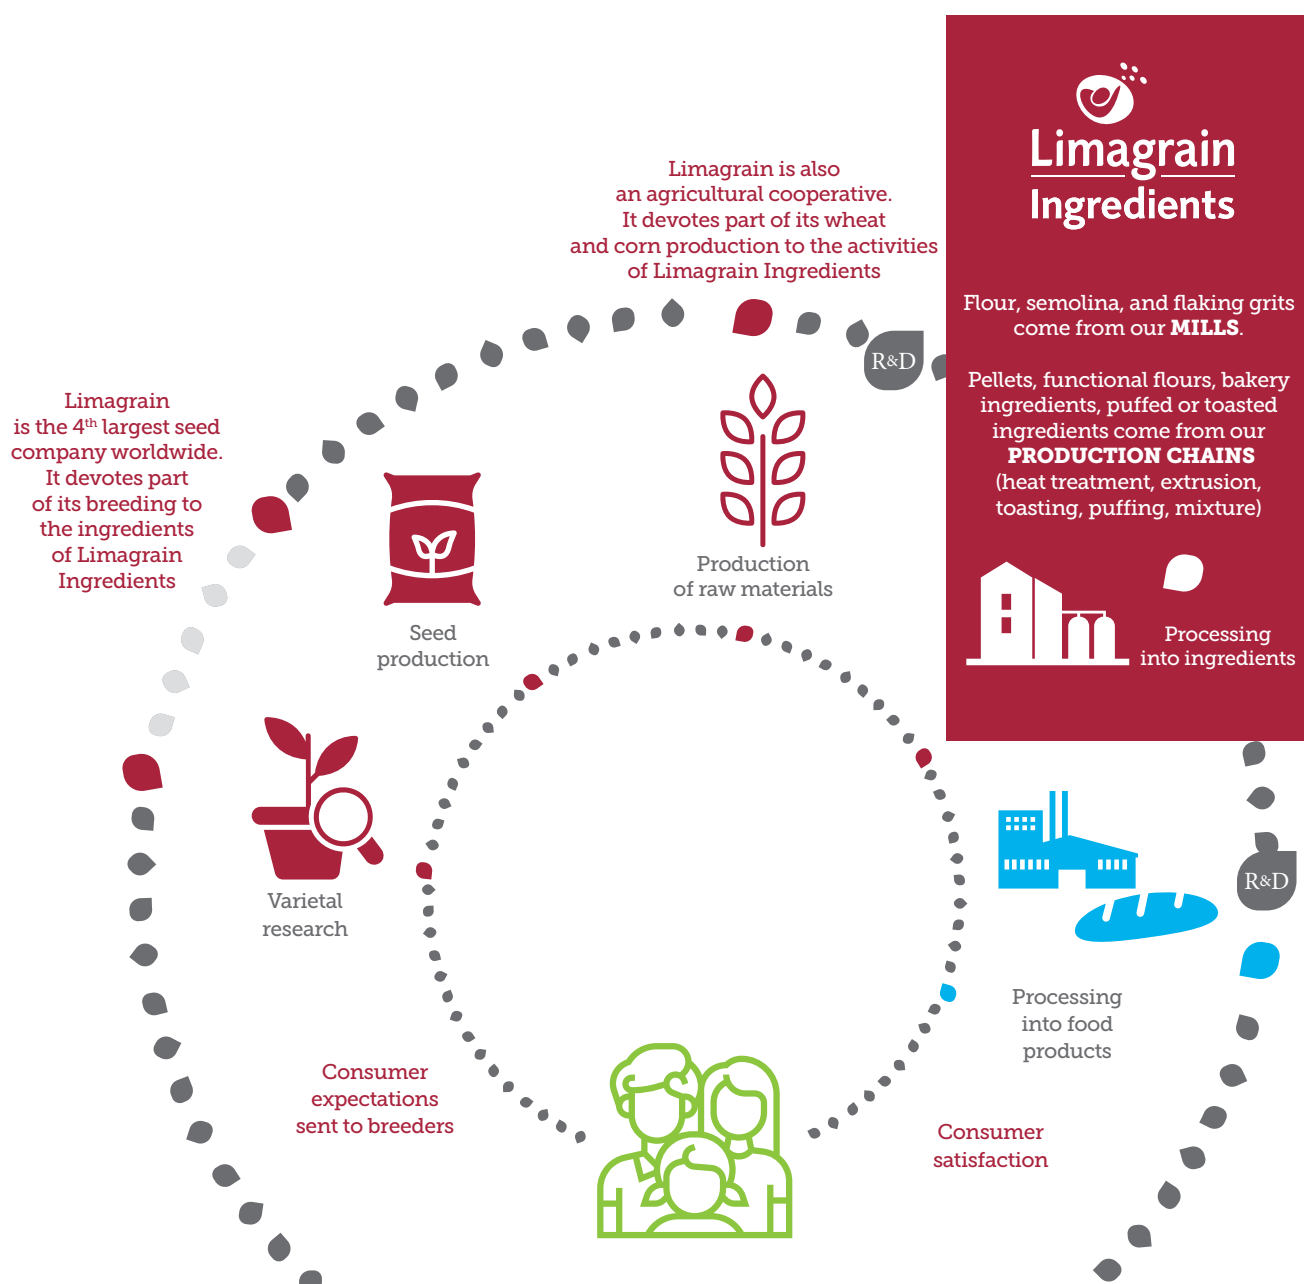 Limagrain
Ingredients
Limagrain is also
an agricultural cooperative.
It devotes part of its wheat
and corn production to the activities
of Limagrain Ingredients
Flour, semolina, and flaking grits
come from our MILLS.
Pellets, functional flours, bakery
ingredients, puffed or toasted
ingredients come from our
PRODUCTION CHAINS
(heat treatment, extrusion,
toasting, puffing, mixture)
R&D
Limagrain
is the 4th largest seed
company worldwide.
It devotes part
of its breeding to
the ingredients
of Limagrain
Ingredients
Production
of raw materials
Seed
production
Processing
into ingredients
Varietal
research
R&D
Processing
into food
products
Consumer
expectations
sent to breeders
Consumer
satisfaction